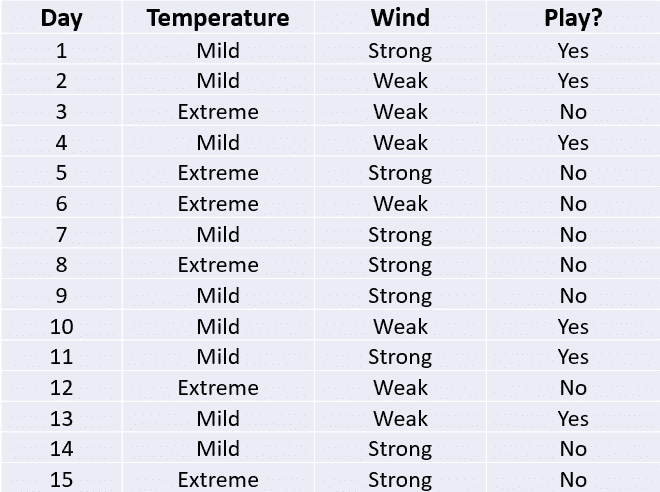 Day Temperature Wind Play?
1 Mild Strong Yes
2 Mild Weak Yes
3 Extreme Weak No
4 Mild Weak Yes
5 Extreme Strong No
6 Extreme Weak No
7 Mild Strong No
8 Extreme Strong No
9 Mild Strong No
10 Mild Weak Yes
11 Mild Strong Yes
12 Extreme Weak No
13 Mild Weak Yes
14 Mild Strong No
15 Extreme Strong No